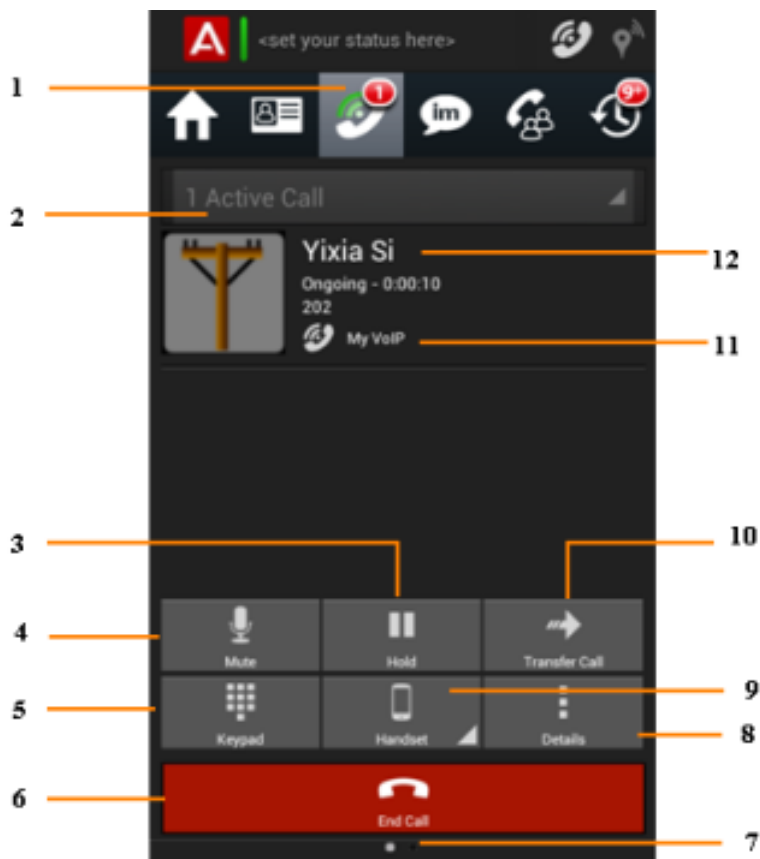 A <set your status here>
1
1 9+
im
1 Active Call
2
Yixia Si
12
Ongoing - 0:00:10
202
My VoIP
11
3
10
4
Mute Hold Transfer Call
9
5
Keypad Handset Details
8
6
End Call
7